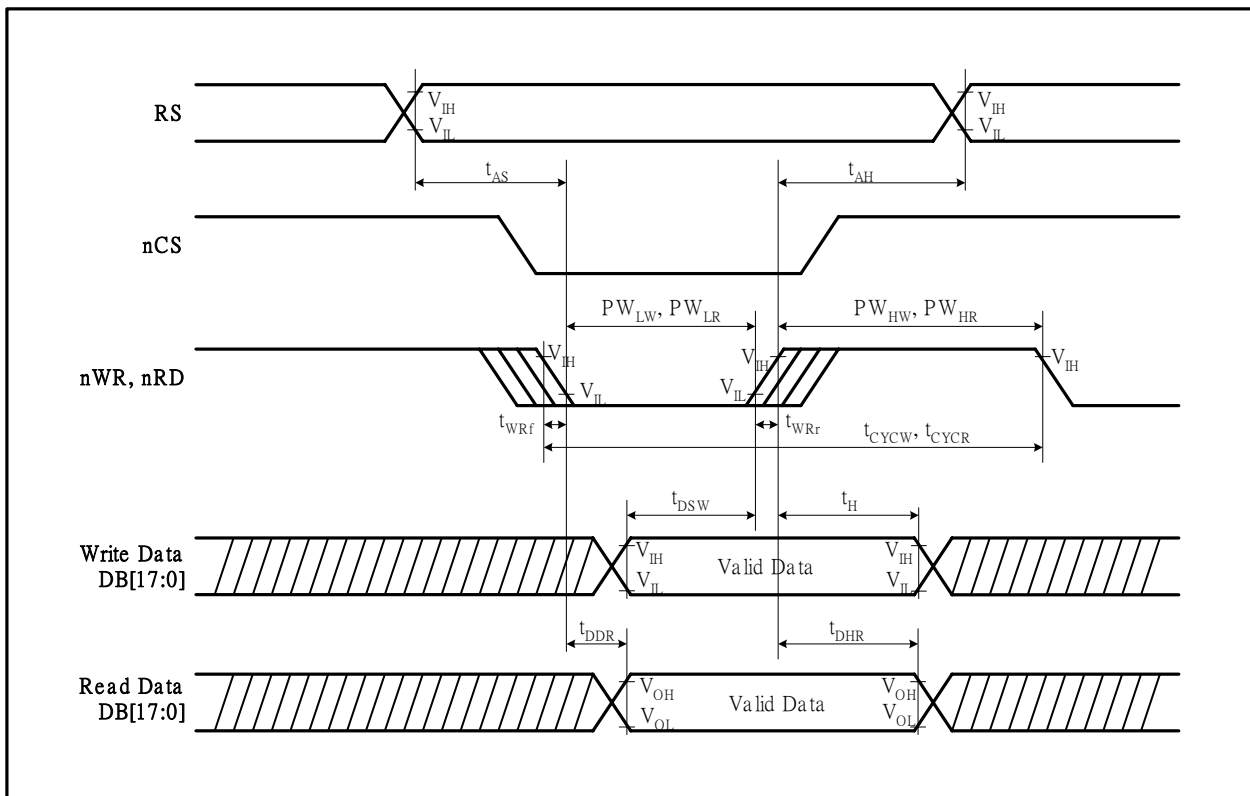 RS
V_IH
V_IL
V_IH
V_IL
t_AS
t_AH
nCS
PW_LW, PW_LR
PW_HW, PW_HR
nWR, nRD
V_IH
V_IL
V_IH
V_IL
V_IH
t_WRf
t_WRr
t_CYCW, t_CYCR
t_DSW
t_H
Write Data
DB[17:0]
V_IH
V_IL
Valid Data
V_IH
V_IL
t_DDR
t_DHR
Read Data
DB[17:0]
V_OH
V_OL
Valid Data
V_OH
V_OL